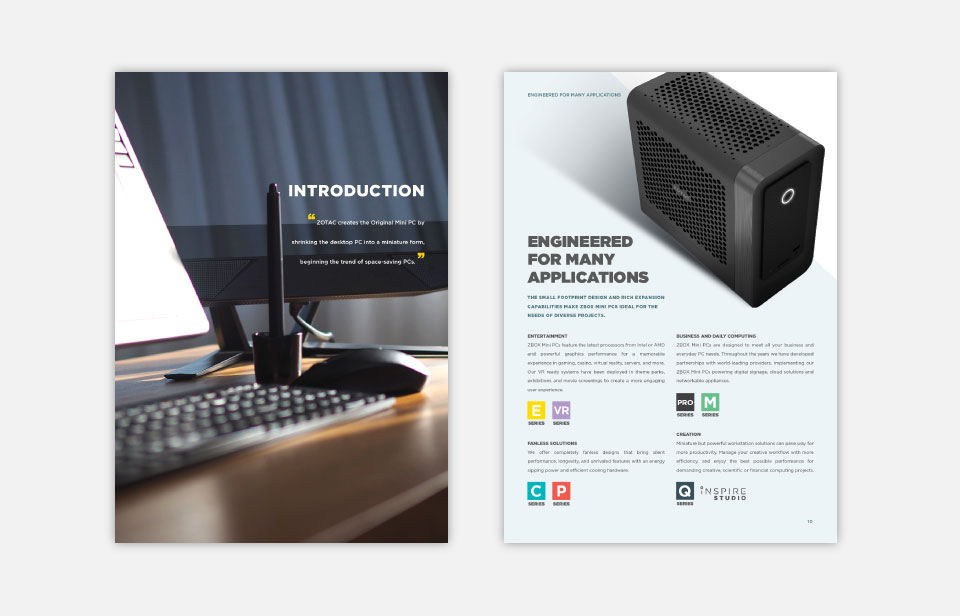 INTRODUCTION
“ ZOTAC creates the Original Mini PC by
shrinking the desktop PC into a miniature form,
beginning the trend of space-saving PCs. ”
ENGINEERED FOR MANY APPLICATIONS
ENGINEERED
FOR MANY
APPLICATIONS
THE SMALL FOOTPRINT DESIGN AND RICH EXPANSION
CAPABILITIES MAKE ZBOX MINI PCS IDEAL FOR THE
NEEDS OF DIVERSE PROJECTS.
ENTERTAINMENT
ZBOX Mini PCs feature the latest processors from Intel or AMD
and powerful graphics performance for a memorable
experience in gaming, casino, virtual reality, servers, and more.
Our VR ready systems have been deployed in theme parks,
exhibitions and movie screenings to create a more engaging
user experience.
E
SERIES
VR
SERIES
FANLESS SOLUTIONS
We offer completely fanless designs that bring silent
performance, longevity, and unrivaled features with an energy
sipping power and efficient cooling hardware.
C
SERIES
P
SERIES
BUSINESS AND DAILY COMPUTING
ZBOX Mini PCs are designed to meet all your business and
everyday PC needs. Throughout the years we have developed
partnerships with world-leading providers, implementing our
ZBOX Mini PCs powering digital signage, cloud solutions and
networkable appliances.
PRO
SERIES
M
SERIES
CREATION
Miniature but powerful workstation solutions can pave way for
more productivity. Manage your creative workflow with more
efficiency, and enjoy the best possible performance for
demanding creative, scientific or financial computing projects.
Q
SERIES
INSPIRE
STUDIO
10